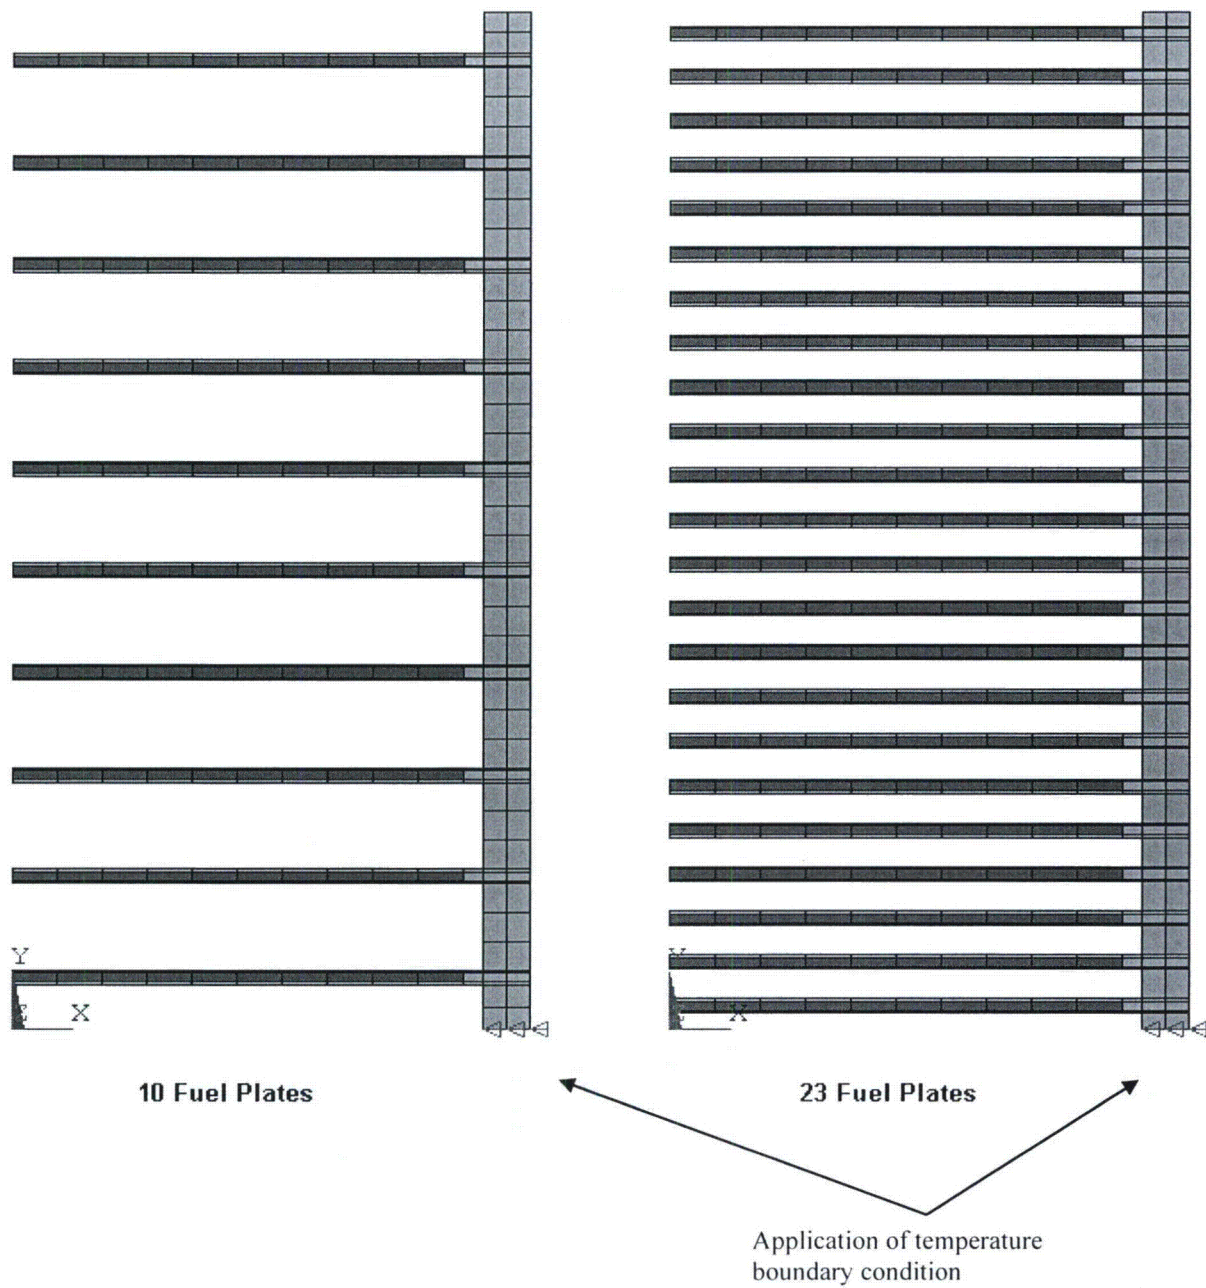 Y
X
Y
X
10 Fuel Plates
23 Fuel Plates
Application of temperature
boundary condition